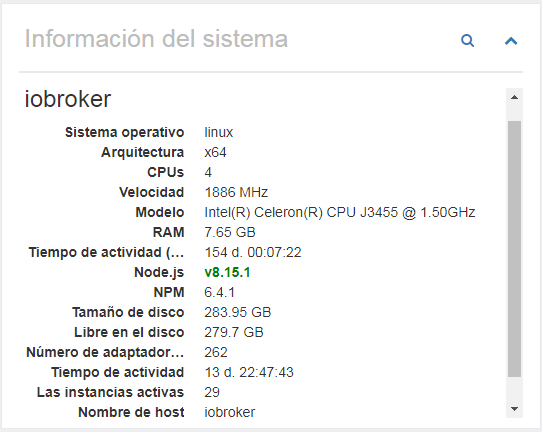 Información del sistema
iobroker
Sistema operativo linux
Arquitectura x64
CPUs 4
Velocidad 1886 MHz
Modelo Intel(R) Celeron(R) CPU J3455 @ 1.50GHz
RAM 7.65 GB
Tiempo de actividad (... 154 d. 00:07:22
Node.js v8.15.1
NPM 6.4.1
Tamaño de disco 283.95 GB
Libre en el disco 279.7 GB
Número de adaptador... 262
Tiempo de actividad 13 d. 22:47:43
Las instancias activas 29
Nombre de host iobroker